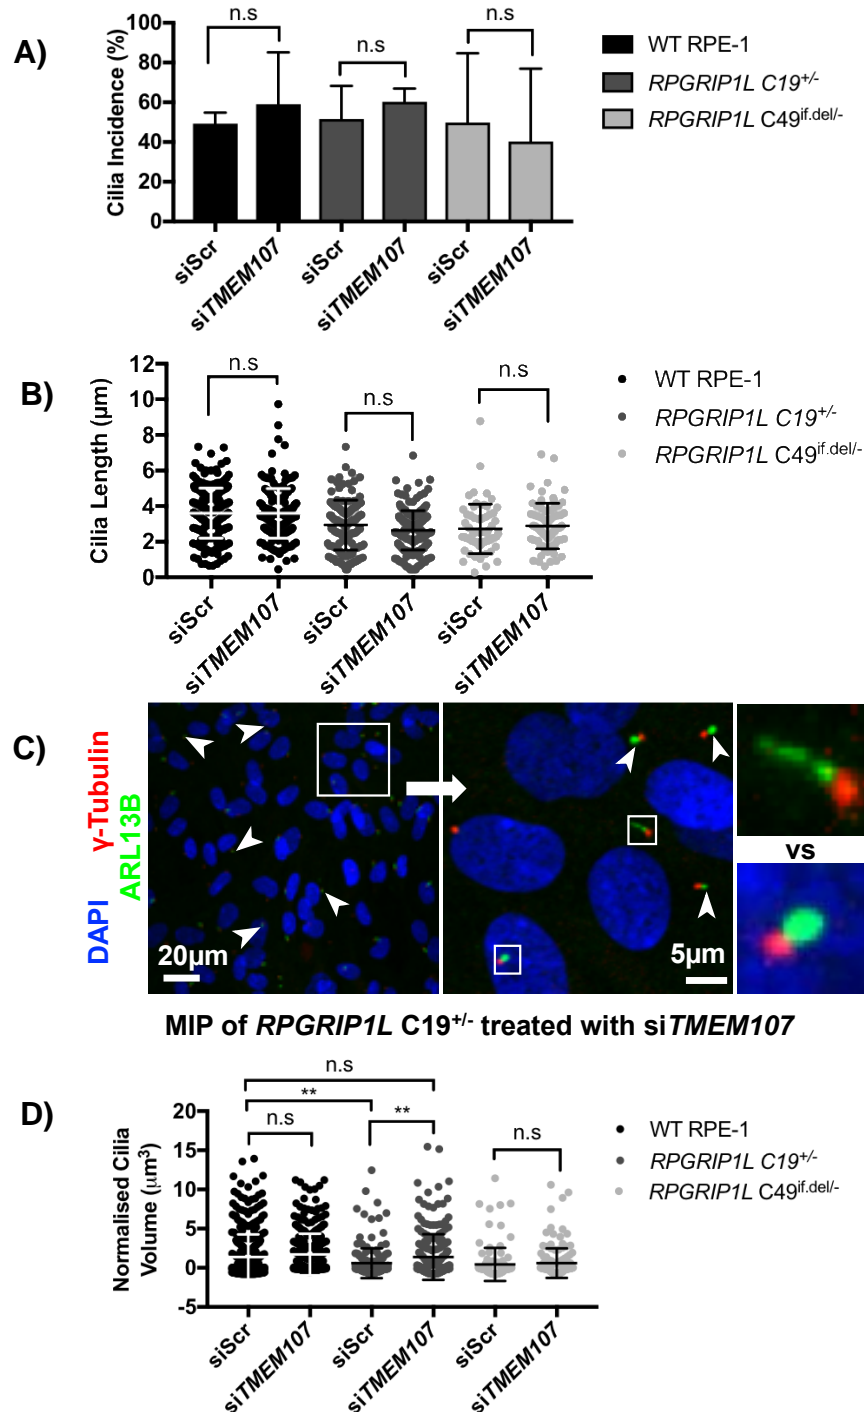 A)
Cilia Incidence (%)
100
80
60
40
20
0
n.s
n.s
n.s
siScr
siTMEM107
siScr
siTMEM107
siScr
siTMEM107
WT RPE-1
RPGRIP1L C19+/-
RPGRIP1L C49if.del/-
B)
Cilia Length (μm)
12
10
8
6
4
2
0
n.s
n.s
n.s
siScr
siTMEM107
siScr
siTMEM107
siScr
siTMEM107
WT RPE-1
RPGRIP1L C19+/-
RPGRIP1L C49if.del/-
C)
DAPI γ-Tubulin
ARL13B
20μm
5μm
vs
MIP of RPGRIP1L C19+/- treated with siTMEM107
D)
Normalised Cilia
Volume (μm3)
20
15
10
5
0
-5
n.s
**
n.s
**
n.s
siScr
siTMEM107
siScr
siTMEM107
siScr
siTMEM107
WT RPE-1
RPGRIP1L C19+/-
RPGRIP1L C49if.del/-